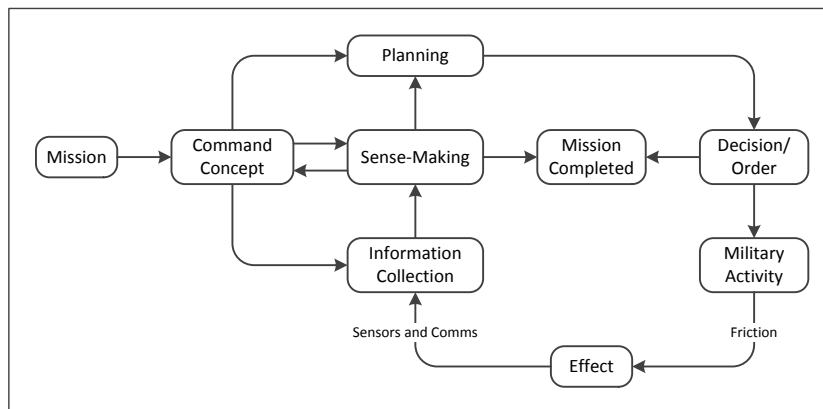 Planning
Mission
Command
Concept
Sense-Making
Mission
Completed
Decision/
Order
Information
Collection
Military
Activity
Sensors and Comms
Friction
Effect